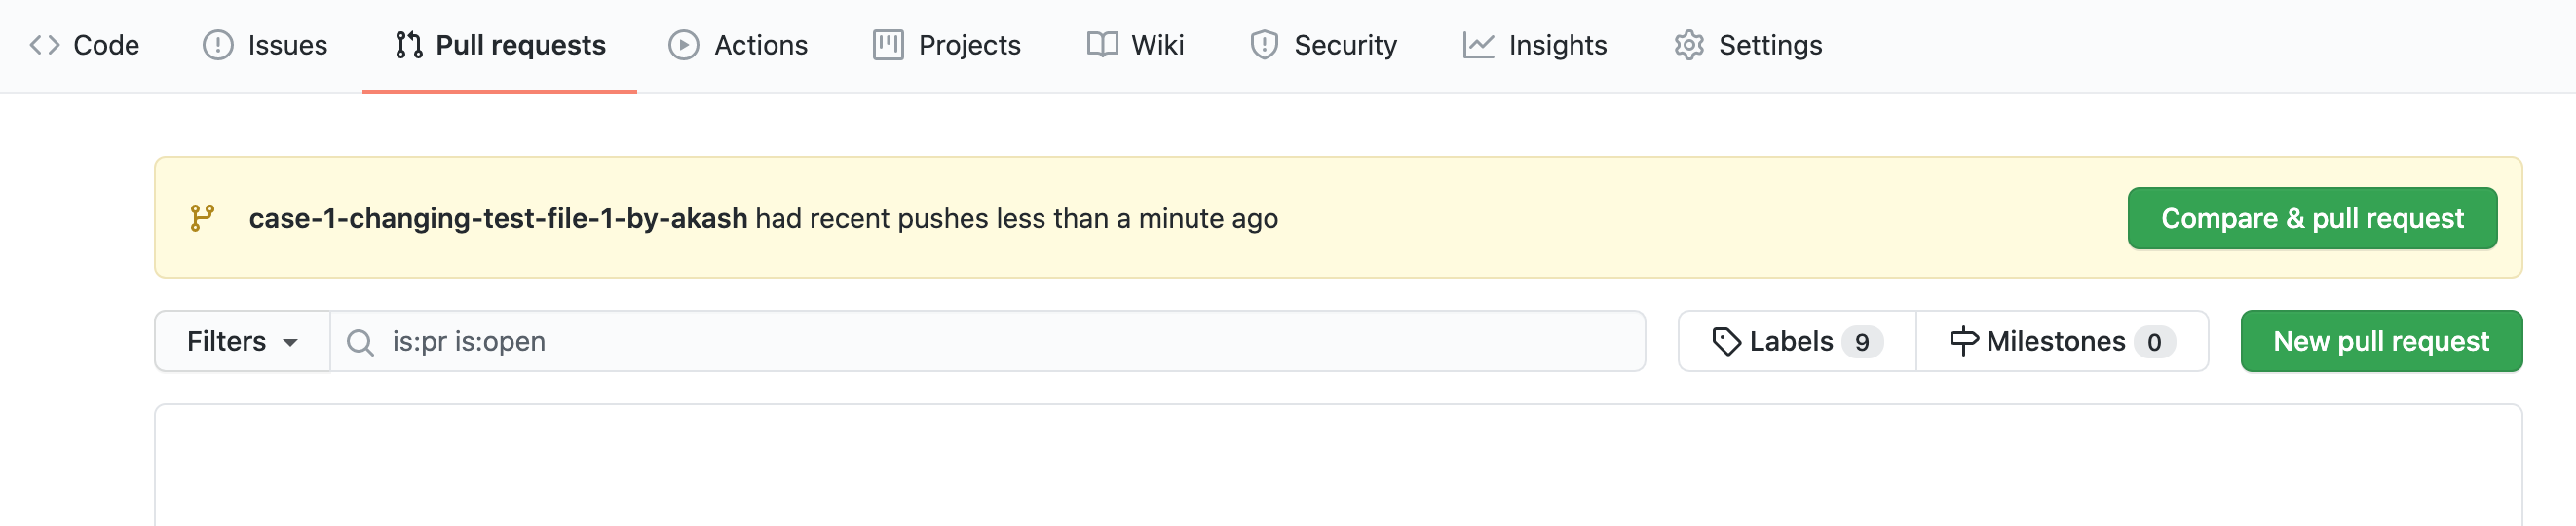 Code Issues Pull requests Actions Projects Wiki Security Insights Settings
case-1-changing-test-file-1-by-akash had recent pushes less than a minute ago Compare & pull request
Filters is:pr is:open Labels 9 Milestones 0 New pull request